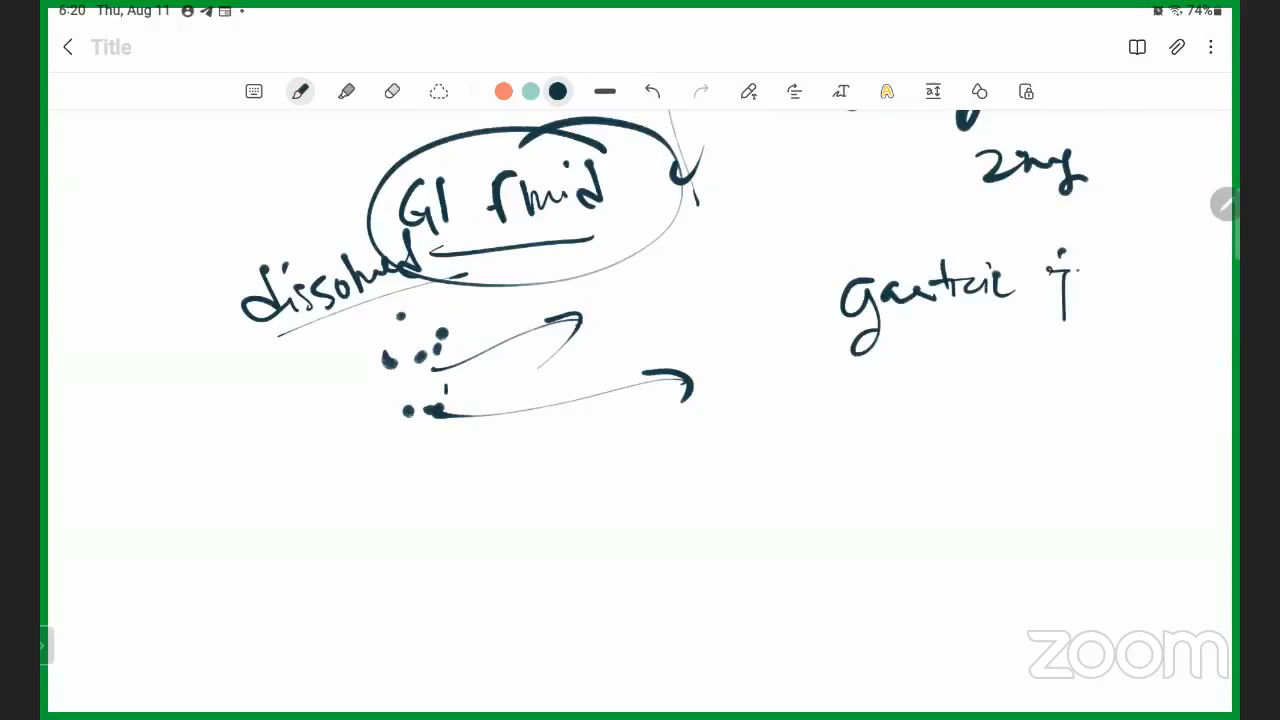 6:20 Thu, Aug 11
74%
Title
GI fluid
2mg
dissolved
gastric
zoom